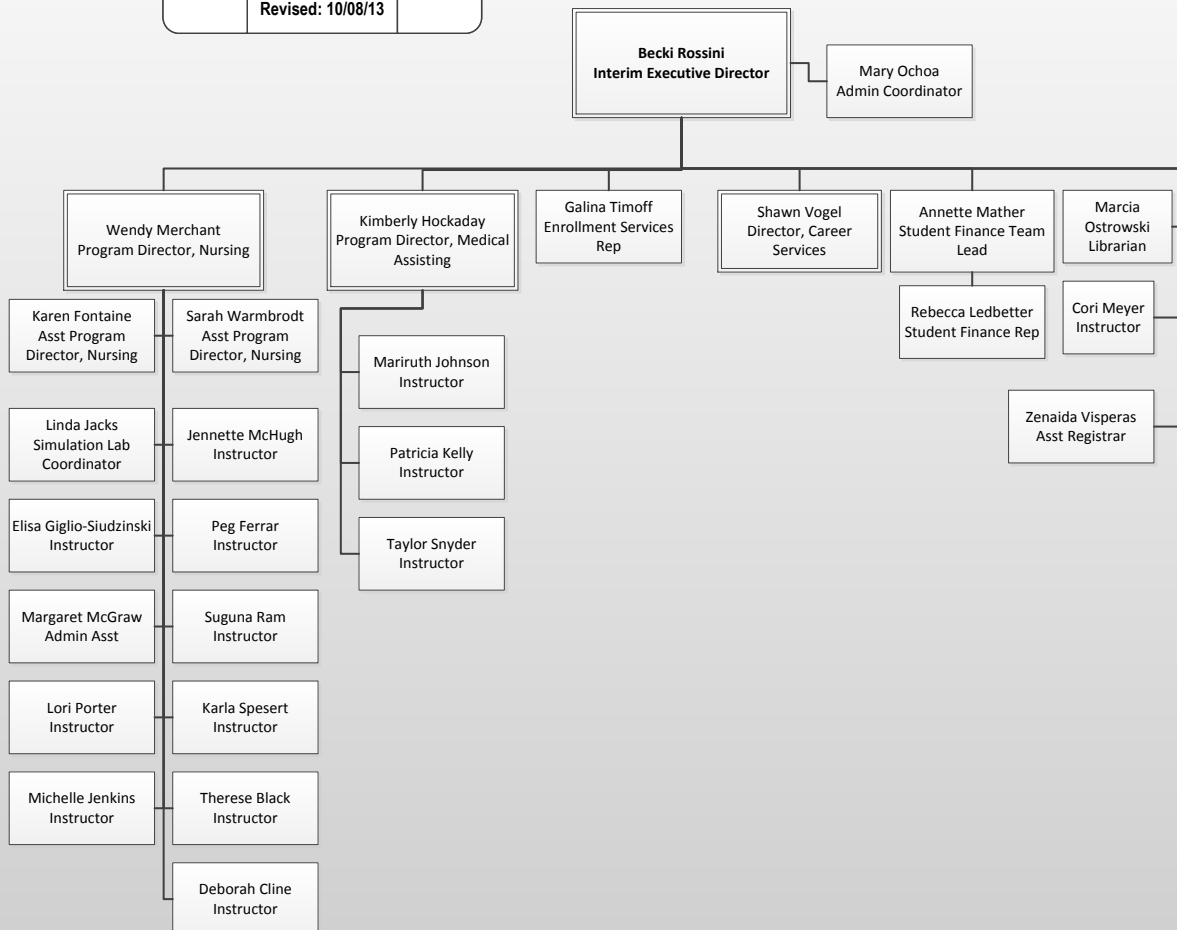 Revised: 10/08/13
Becki Rossini
Interim Executive Director
Mary Ochoa
Admin Coordinator
Wendy Merchant
Program Director, Nursing
Kimberly Hockaday
Program Director, Medical
Assisting
Galina Timoff
Enrollment Services
Rep
Shawn Vogel
Director, Career
Services
Annette Mather
Student Finance Team
Lead
Marcia
Ostrowski
Librarian
Karen Fontaine
Asst Program
Director, Nursing
Sarah Warmbrodt
Asst Program
Director, Nursing
Rebecca Ledbetter
Student Finance Rep
Cori Meyer
Instructor
Mariruth Johnson
Instructor
Zenaida Visperas
Asst Registrar
Linda Jacks
Simulation Lab
Coordinator
Jennette McHugh
Instructor
Patricia Kelly
Instructor
Elisa Giglio-Siudzinski
Instructor
Peg Ferrar
Instructor
Taylor Snyder
Instructor
Margaret McGraw
Admin Asst
Suguna Ram
Instructor
Lori Porter
Instructor
Karla Spesert
Instructor
Michelle Jenkins
Instructor
Therese Black
Instructor
Deborah Cline
Instructor